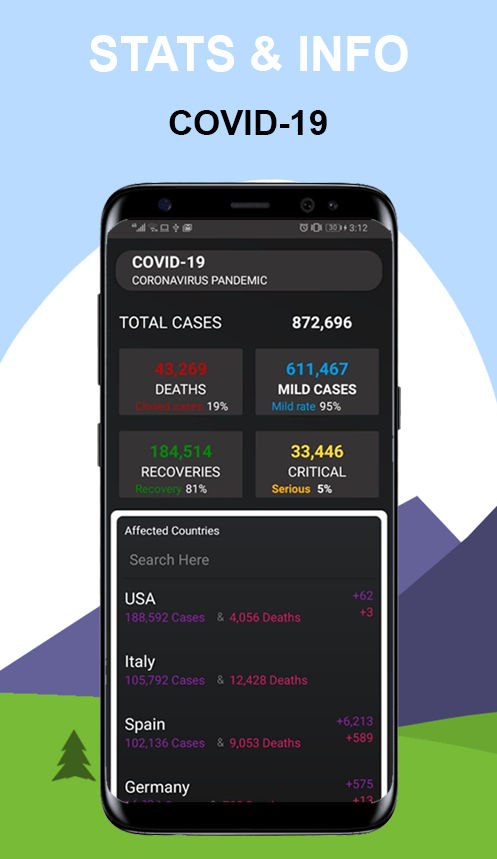 STATS & INFO
COVID-19
30 3:12
COVID-19
CORONAVIRUS PANDEMIC
TOTAL CASES 872,696
43,269 611,467
DEATHS MILD CASES
Closed cases 19% Mild rate 95%
184,514 33,446
RECOVERIES CRITICAL
Recovery 81% Serious 5%
Affected Countries
Search Here
USA +62
188,592 Cases & 4,056 Deaths +3
Italy
105,792 Cases & 12,428 Deaths
Spain +6,213
102,136 Cases & 9,053 Deaths +589
Germany +575
+13